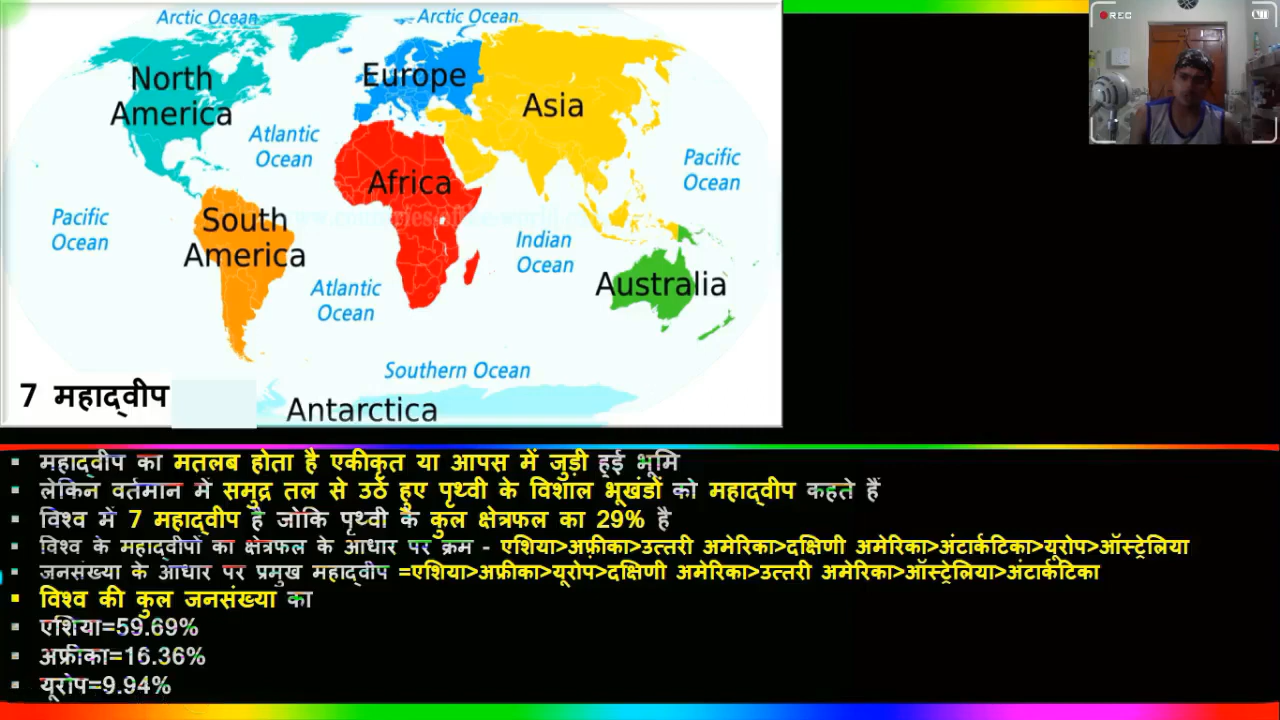 Arctic Ocean
Arctic Ocean
REC
North
America
Europe
Asia
Atlantic
Ocean
Pacific
Ocean
Africa
Pacific
Ocean
South
America
Indian
Ocean
Australia
Atlantic
Ocean
Southern Ocean
Antarctica
7 महाद्वीप
▪ महाद्वीप का मतलब होता है एकीकृत या आपस में जुड़ी हुई भूमि
▪ लेकिन वर्तमान में समुद्र तल से उठे हुए पृथ्वी के विशाल भूखंडों को महाद्वीप कहते हैं
▪ विश्व में 7 महाद्वीप है जोकि पृथ्वी के कुल क्षेत्रफल का 29% है
▪ विश्व के महाद्वीपों का क्षेत्रफल के आधार पर क्रम - एशिया>अफ़्रीका>उत्तरी अमेरिका>दक्षिणी अमेरिका>अंटार्कटिका>यूरोप>ऑस्ट्रेलिया
▪ जनसंख्या के आधार पर प्रमुख महाद्वीप =एशिया>अफ्रीका>यूरोप>दक्षिणी अमेरिका>उत्तरी अमेरिका>ऑस्ट्रेलिया>अंटार्कटिका
▪ विश्व की कुल जनसंख्या का
▪ एशिया=59.69%
▪ अफ्रीका=16.36%
▪ यूरोप=9.94%